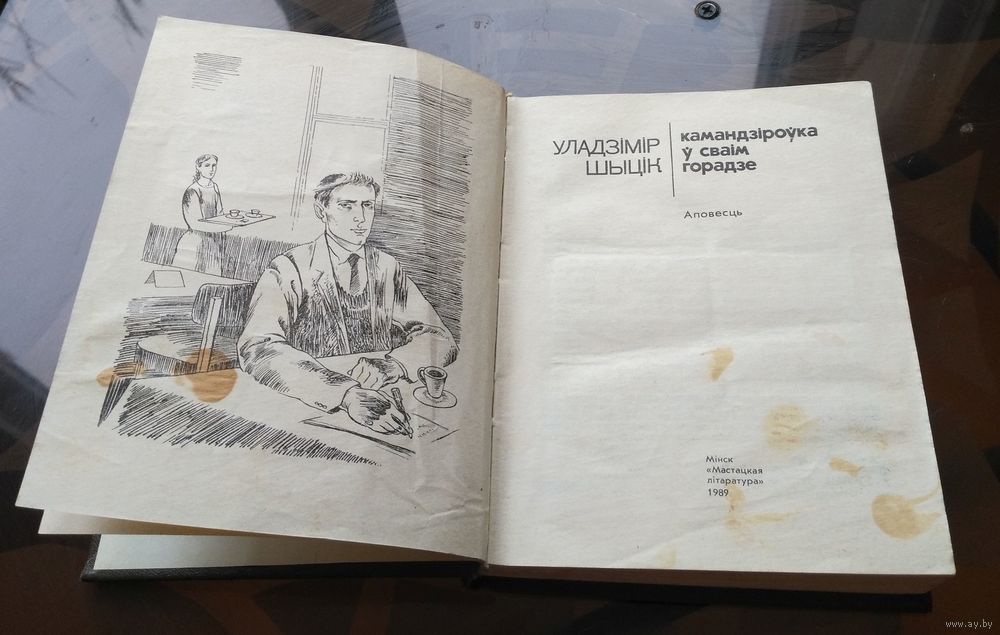 УЛАДЗІМІР
ШЫЦІК
камандзіроўка
ў сваім
горадзе
Аповесць
Мінск
«Мастацкая
літаратура»
1989
www.ay.by